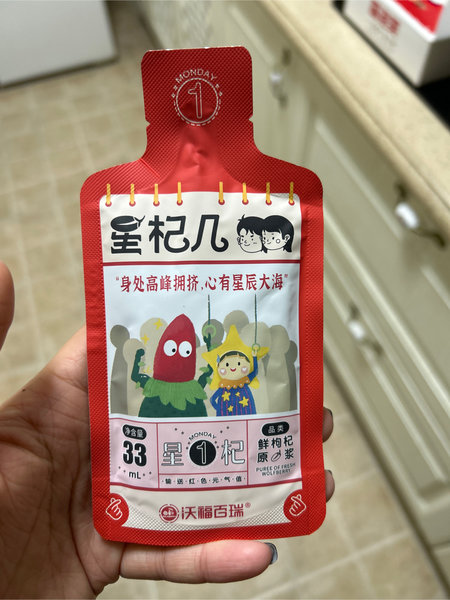 MONDAY
1
星杞几
“身处高峰拥挤,心有星辰大海”
净含量
33
mL
MONDAY
星1杞
输送红色元气值
品类
鲜枸杞
原浆
PUREE OF FRESH
WOLFBERRY
沃福百瑞®